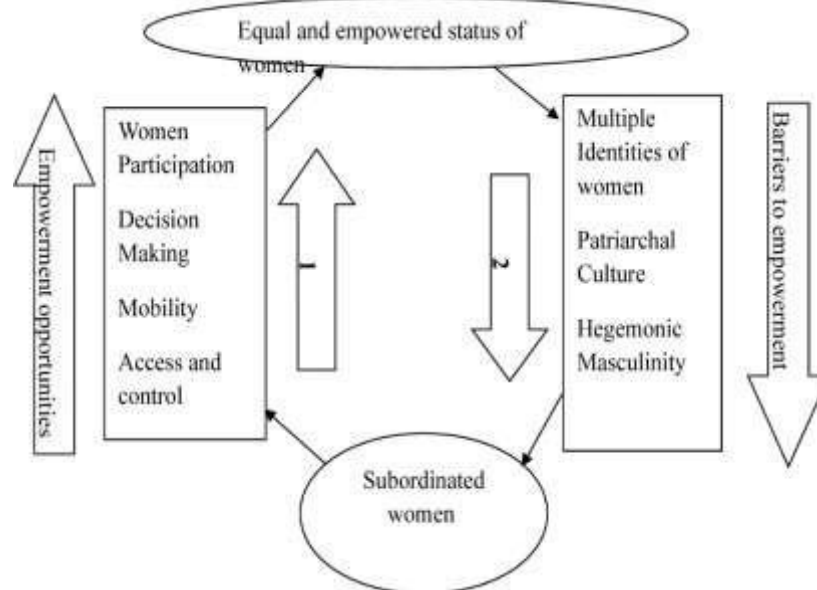 Equal and empowered status of
women
Empowerment opportunities
Women
Participation
Decision
Making
Mobility
Access and
control
1
2
Multiple
Identities of
women
Patriarchal
Culture
Hegemonic
Masculinity
Barriers to empowerment
Subordinated
women